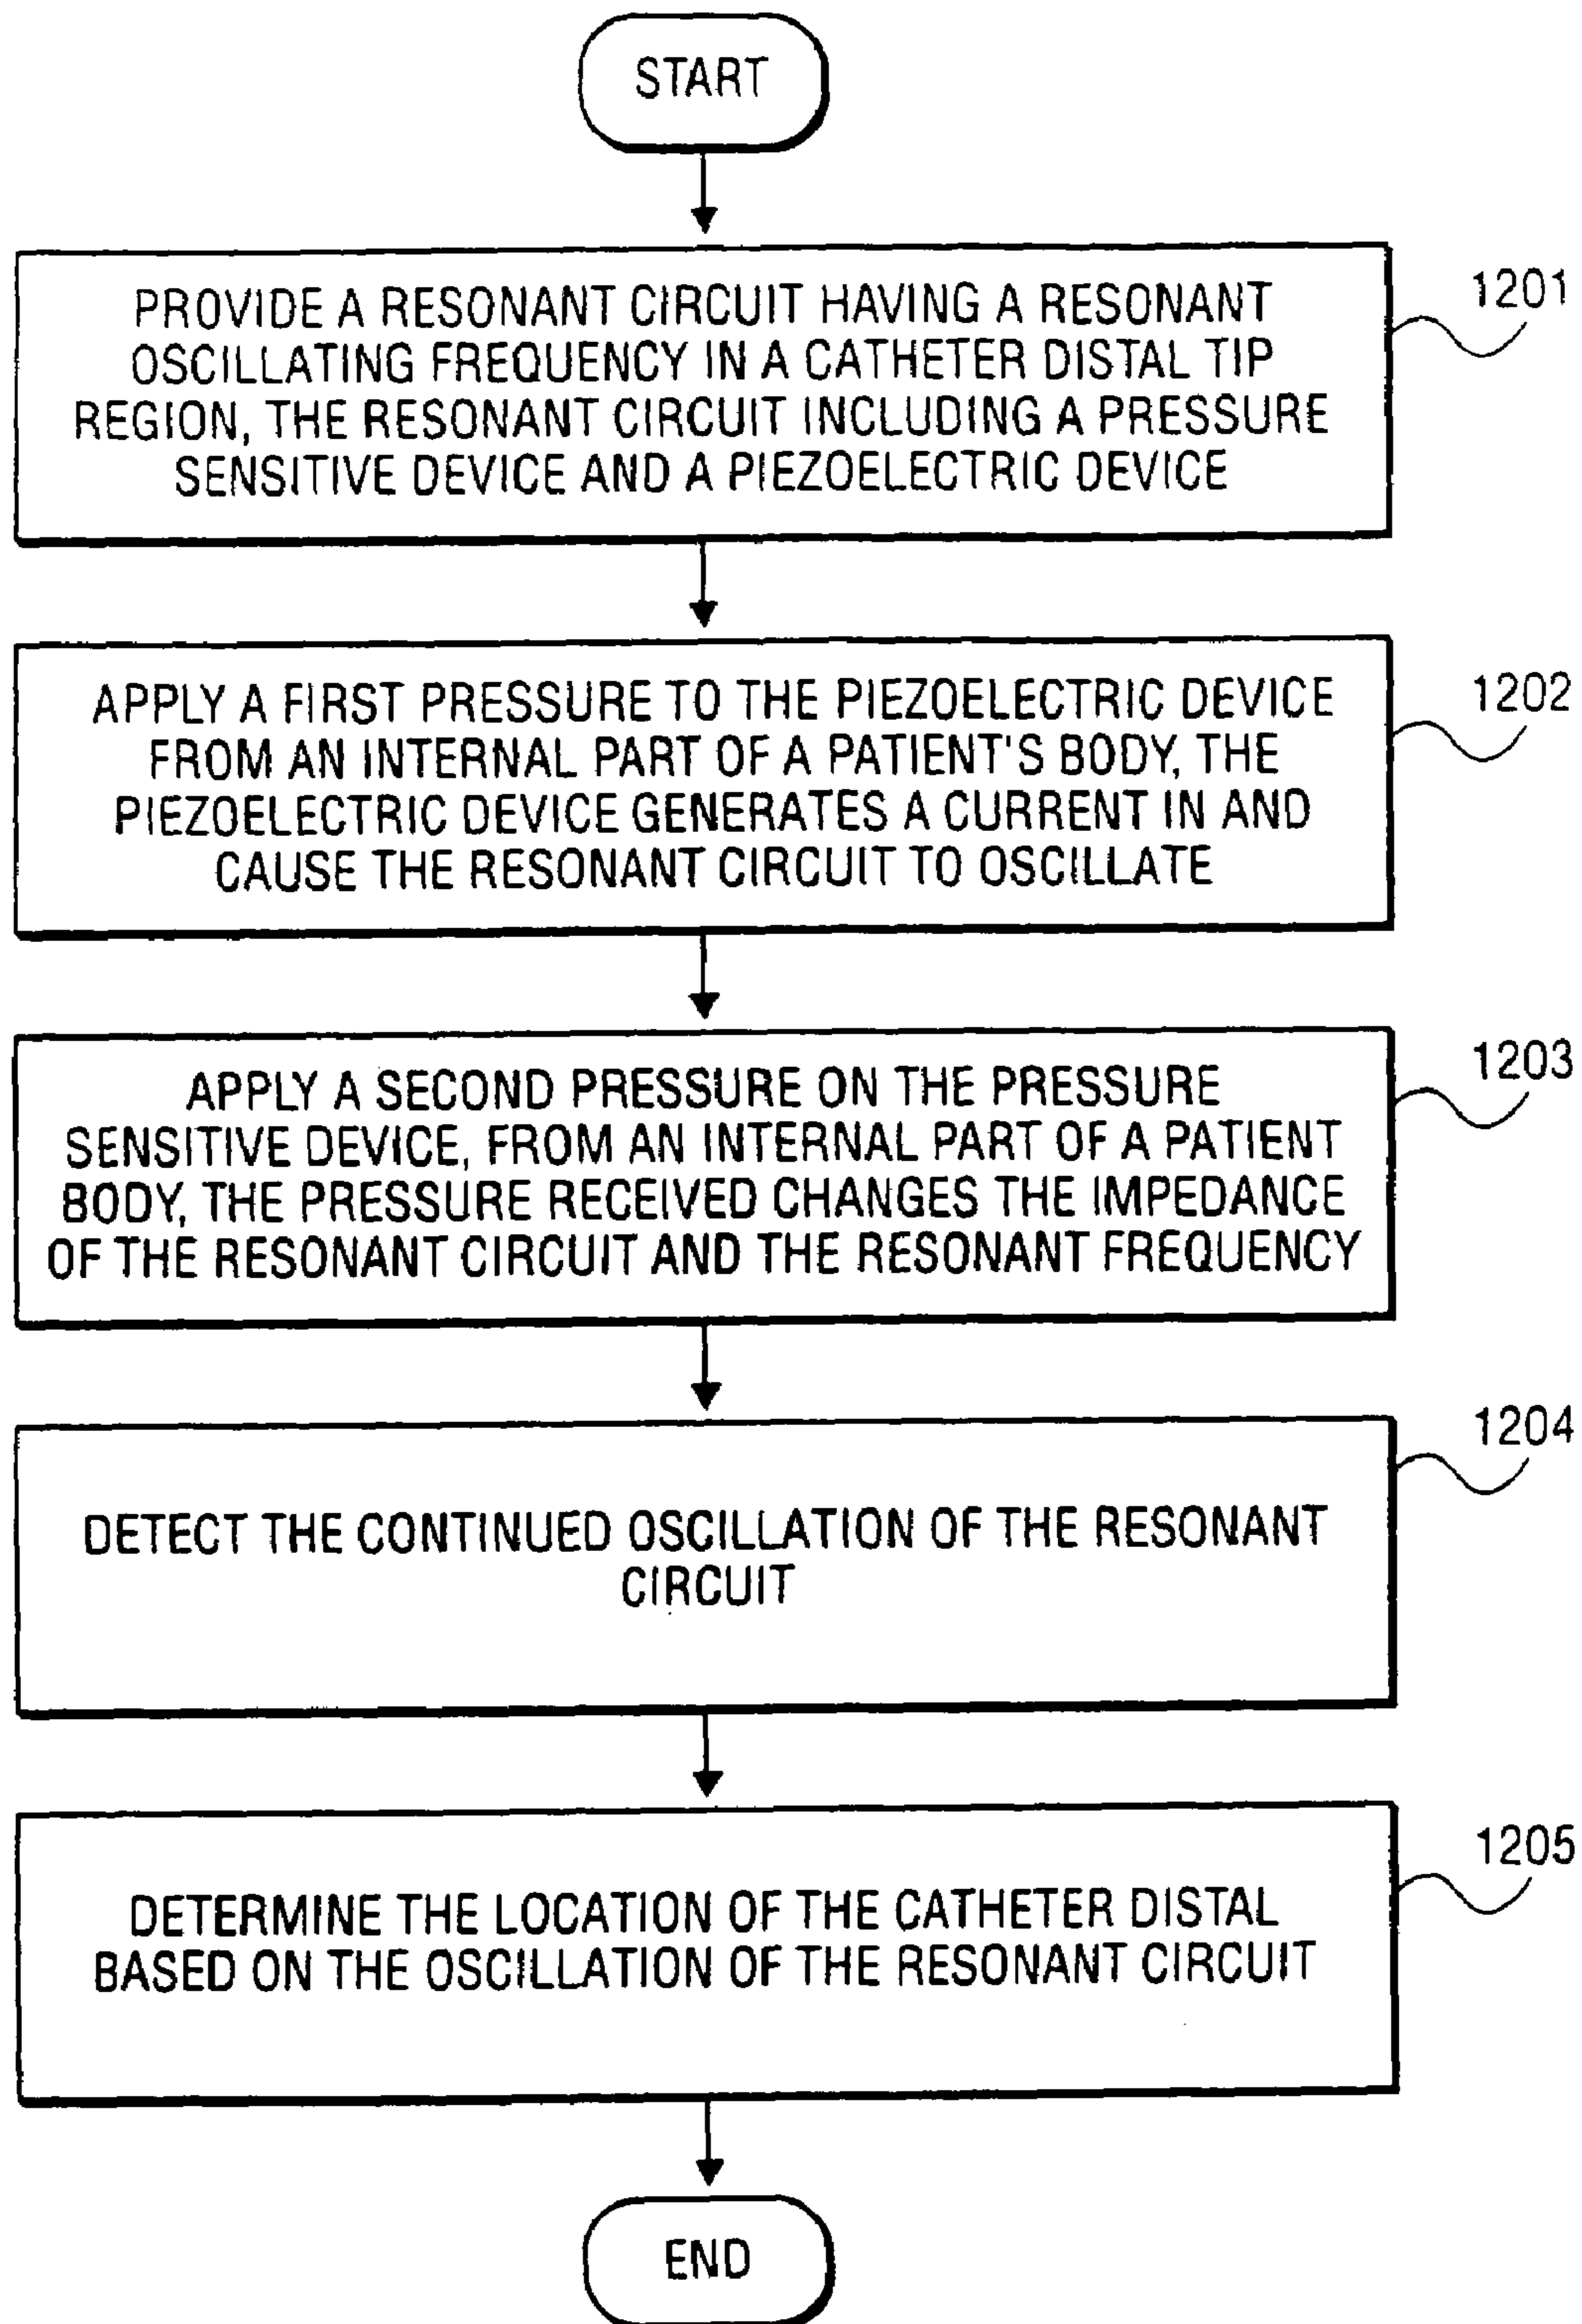 START
PROVIDE A RESONANT CIRCUIT HAVING A RESONANT
OSCILLATING FREQUENCY IN A CATHETER DISTAL TIP
REGION, THE RESONANT CIRCUIT INCLUDING A PRESSURE
SENSITIVE DEVICE AND A PIEZOELECTRIC DEVICE
1201
APPLY A FIRST PRESSURE TO THE PIEZOELECTRIC DEVICE
FROM AN INTERNAL PART OF A PATIENT'S BODY, THE
PIEZOELECTRIC DEVICE GENERATES A CURRENT IN AND
CAUSE THE RESONANT CIRCUIT TO OSCILLATE
1202
APPLY A SECOND PRESSURE ON THE PRESSURE
SENSITIVE DEVICE, FROM AN INTERNAL PART OF A PATIENT
BODY, THE PRESSURE RECEIVED CHANGES THE IMPEDANCE
OF THE RESONANT CIRCUIT AND THE RESONANT FREQUENCY
1203
DETECT THE CONTINUED OSCILLATION OF THE RESONANT
CIRCUIT
1204
DETERMINE THE LOCATION OF THE CATHETER DISTAL
BASED ON THE OSCILLATION OF THE RESONANT CIRCUIT
1205
END